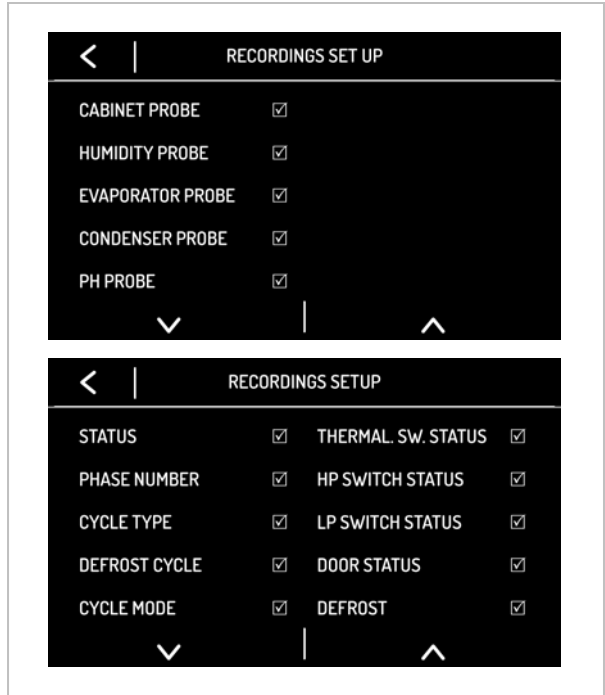 RECORDINGS SET UP
CABINET PROBE
HUMIDITY PROBE
EVAPORATOR PROBE
CONDENSER PROBE
PH PROBE
RECORDINGS SETUP
STATUS THERMAL. SW. STATUS
PHASE NUMBER HP SWITCH STATUS
CYCLE TYPE LP SWITCH STATUS
DEFROST CYCLE DOOR STATUS
CYCLE MODE DEFROST